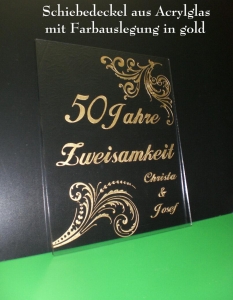 Schiebedeckel aus Acrylglas
mit Farbauslegung in gold
50 Jahre
Zweisamkeit
Christa
&
Josef